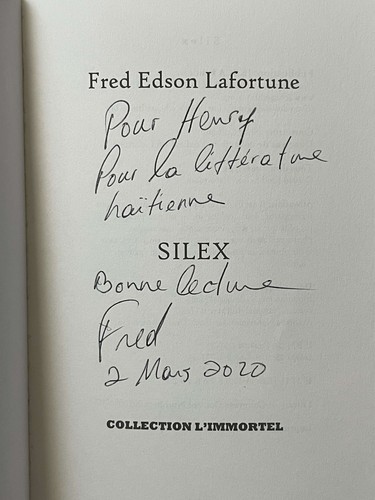 Fred Edson Lafortune
Pour Henry
Pour la littérature
haïtienne
SILEX
Bonne lecture
Fred
2 Mars 2020
COLLECTION L'IMMORTEL